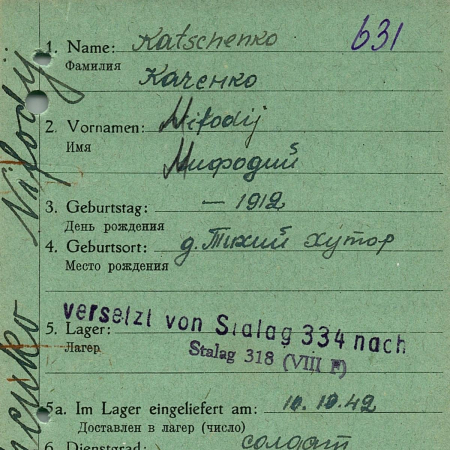 631
1. Name: Katschenko
Фамилия
Каченко
2. Vornamen: Mifodij
Имя
Мифодий
3. Geburtstag: — 1912
День рождения
4. Geburtsort: д. Тихий хутор
Место рождения
versetzt von Stalag 334 nach
5. Lager:
Stalag 318 (VIII F)
Лагерь
5a. Im Lager eingeliefert am: 10.10.42
Доставлен в лагерь (число)
6. Dienstgrad: солдат
Mifodij